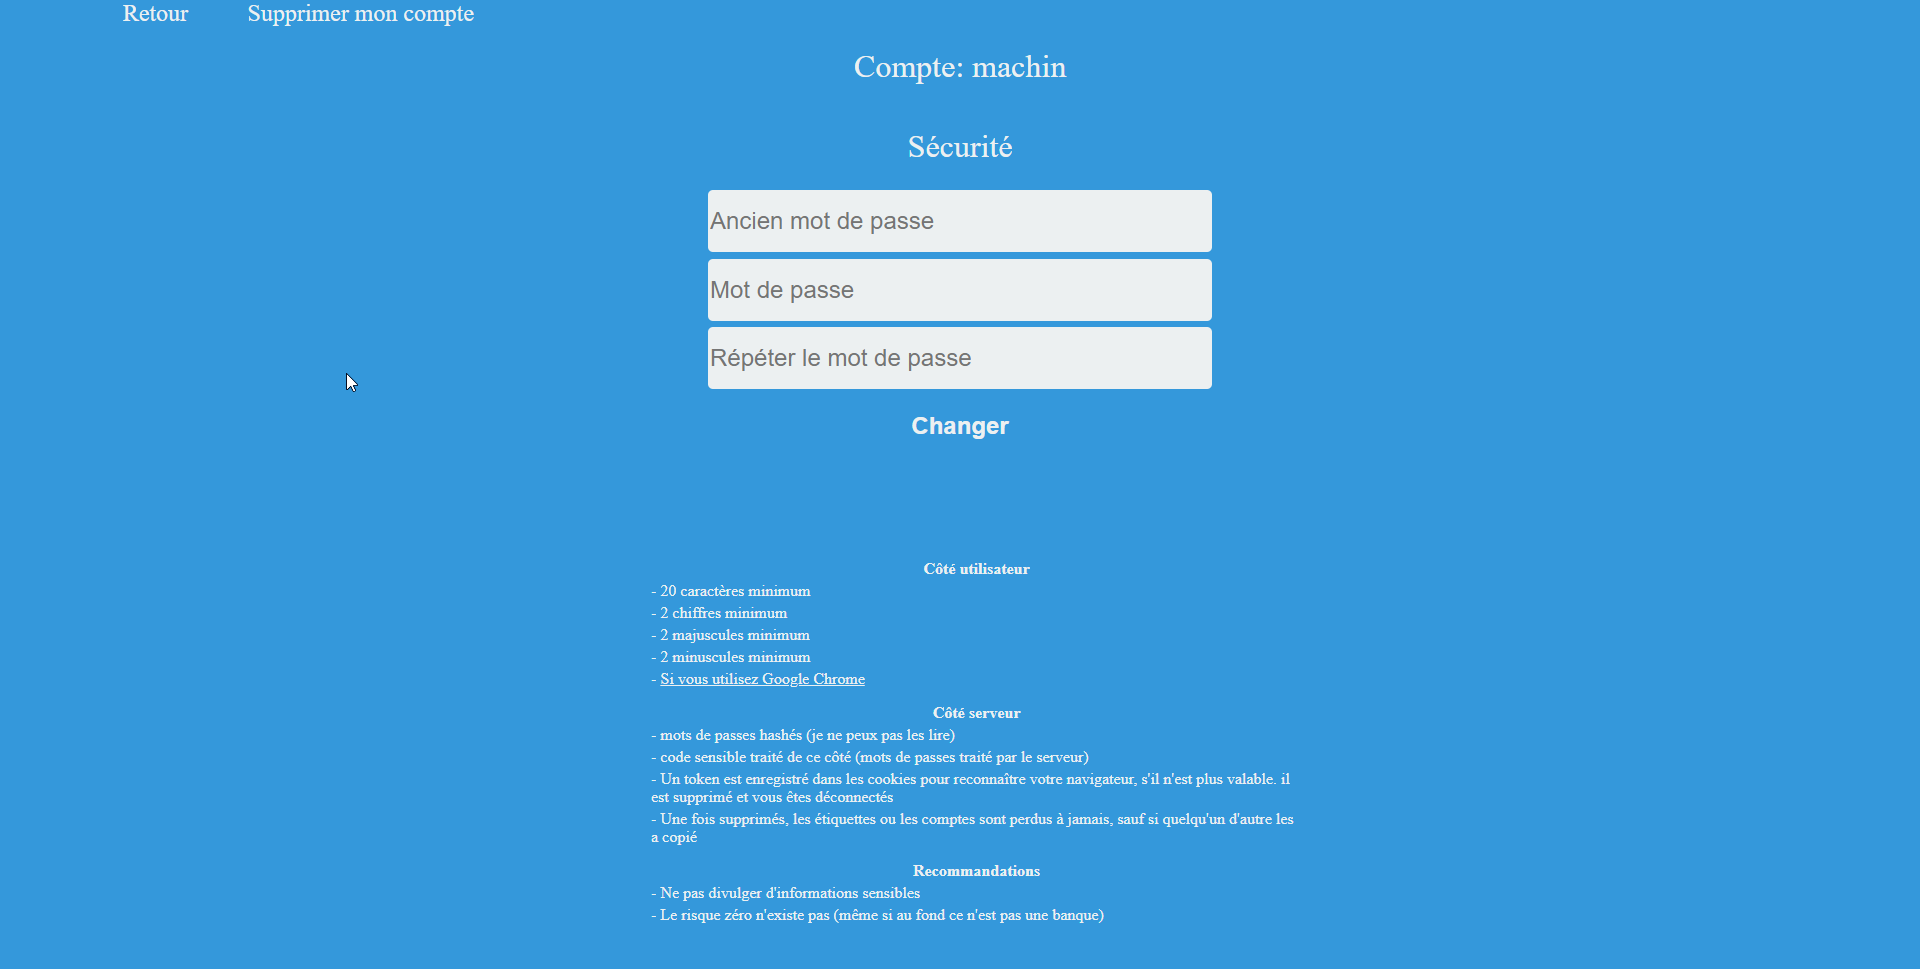 Retour Supprimer mon compte
Compte: machin
Sécurité
Ancien mot de passe
Mot de passe
Répéter le mot de passe
Changer
Côté utilisateur
- 20 caractères minimum
- 2 chiffres minimum
- 2 majuscules minimum
- 2 minuscules minimum
- Si vous utilisez Google Chrome
Côté serveur
- mots de passes hashés (je ne peux pas les lire)
- code sensible traité de ce côté (mots de passes traité par le serveur)
- Un token est enregistré dans les cookies pour reconnaître votre navigateur, s'il n'est plus valable. il
est supprimé et vous êtes déconnectés
- Une fois supprimés, les étiquettes ou les comptes sont perdus à jamais, sauf si quelqu'un d'autre les
a copié
Recommandations
- Ne pas divulger d'informations sensibles
- Le risque zéro n'existe pas (même si au fond ce n'est pas une banque)